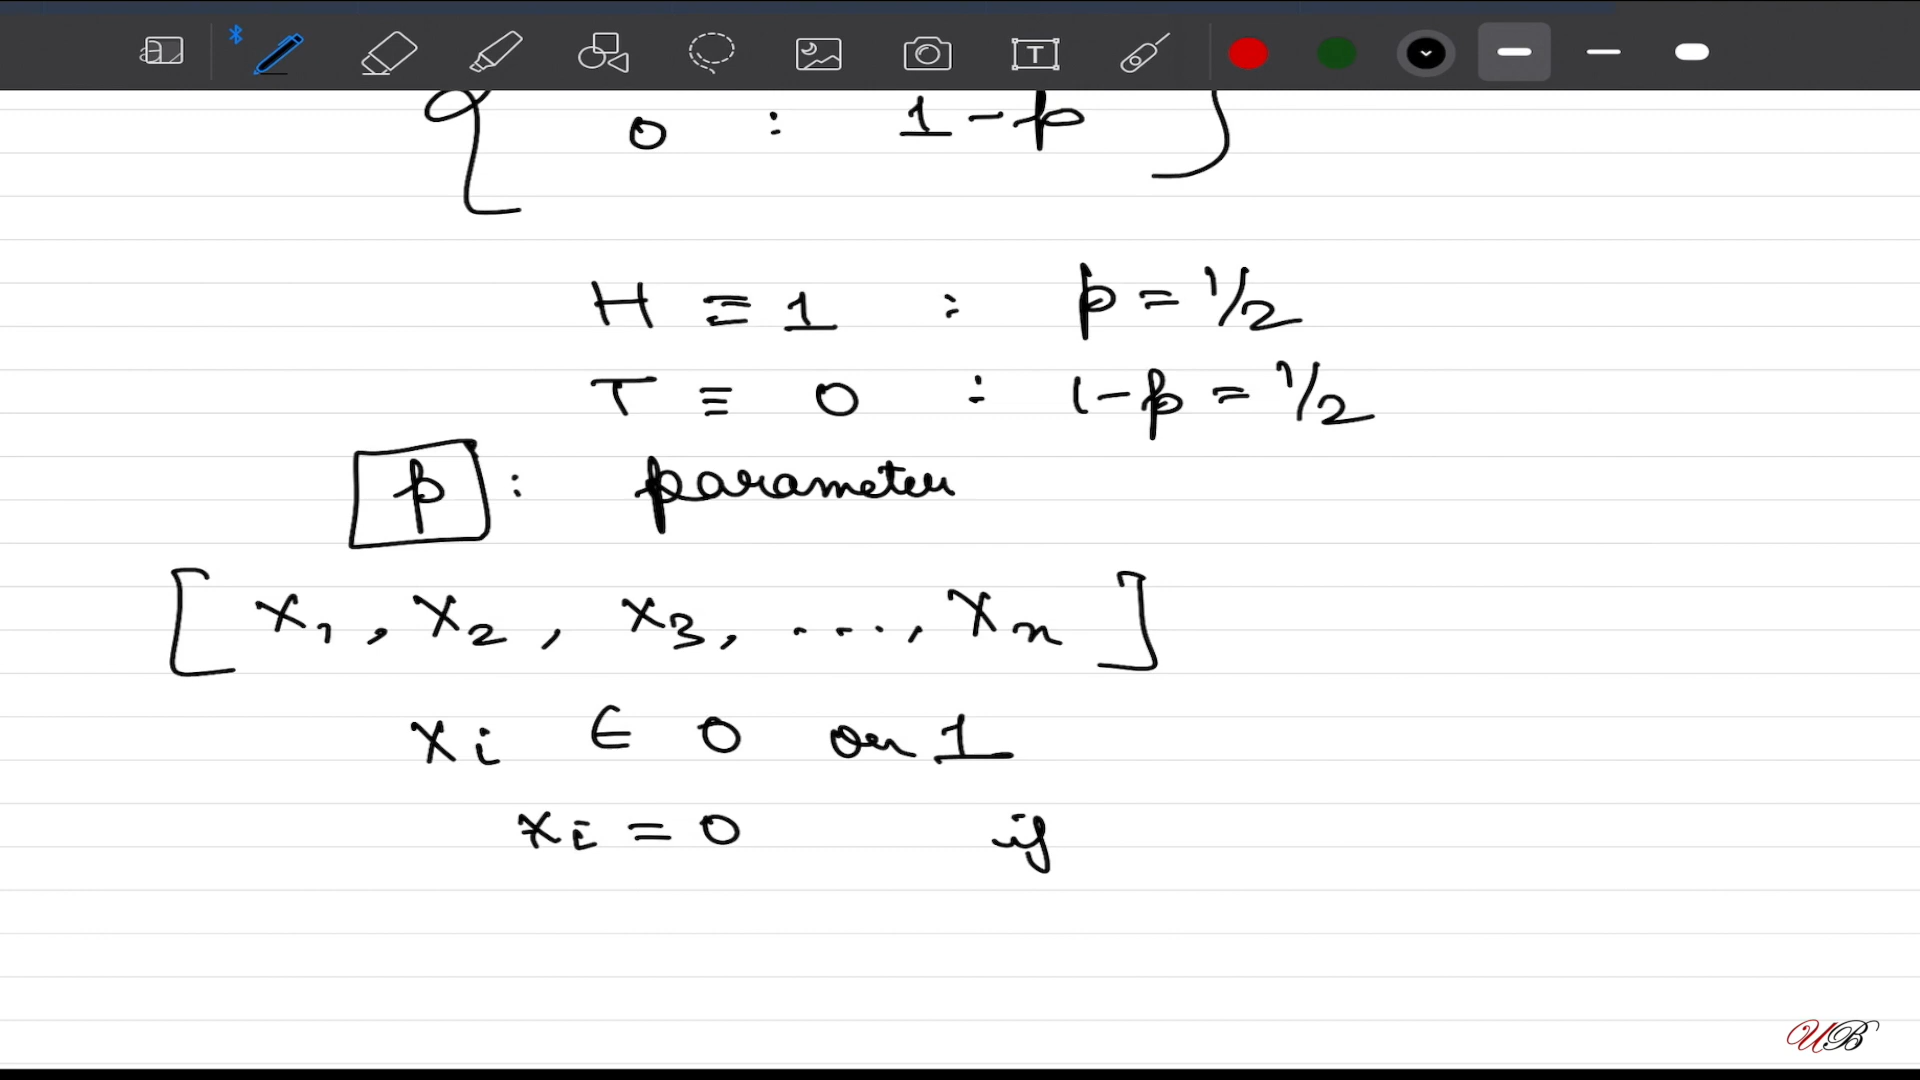 0 : 1-p
H ≡ 1 : p = 1/2
T ≡ 0 : 1-p = 1/2
p : parameter
[ x₁, x₂, x₃, ...., xₙ ]
xᵢ ∈ 0 or 1
xᵢ = 0 if
UB